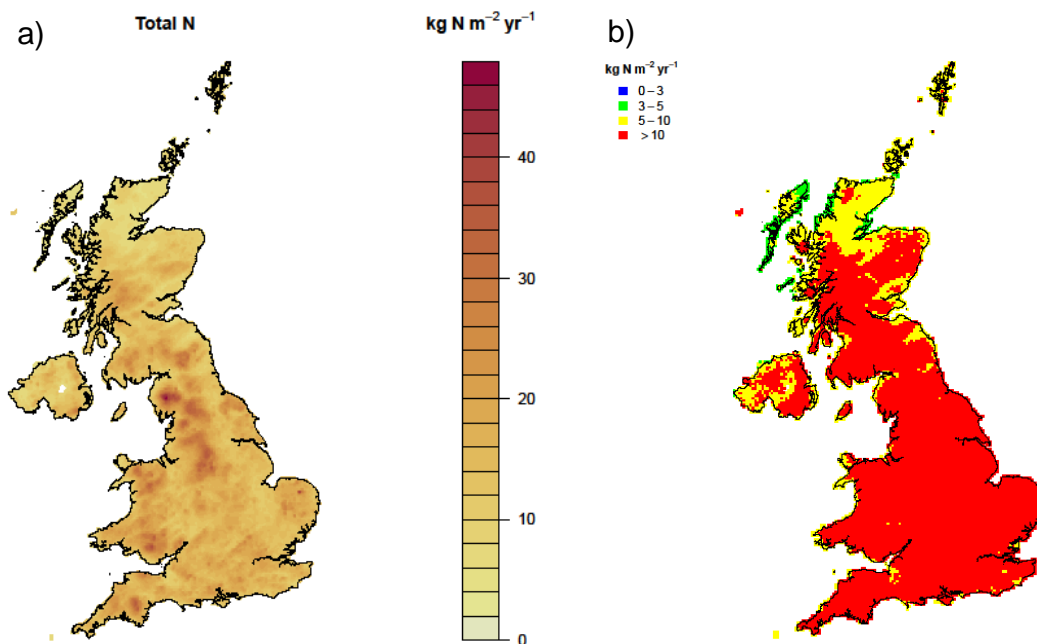 a)
Total N
kg N m⁻² yr⁻¹
40
30
20
10
0
b)
kg N m⁻² yr⁻¹
0 – 3
3 – 5
5 – 10
> 10